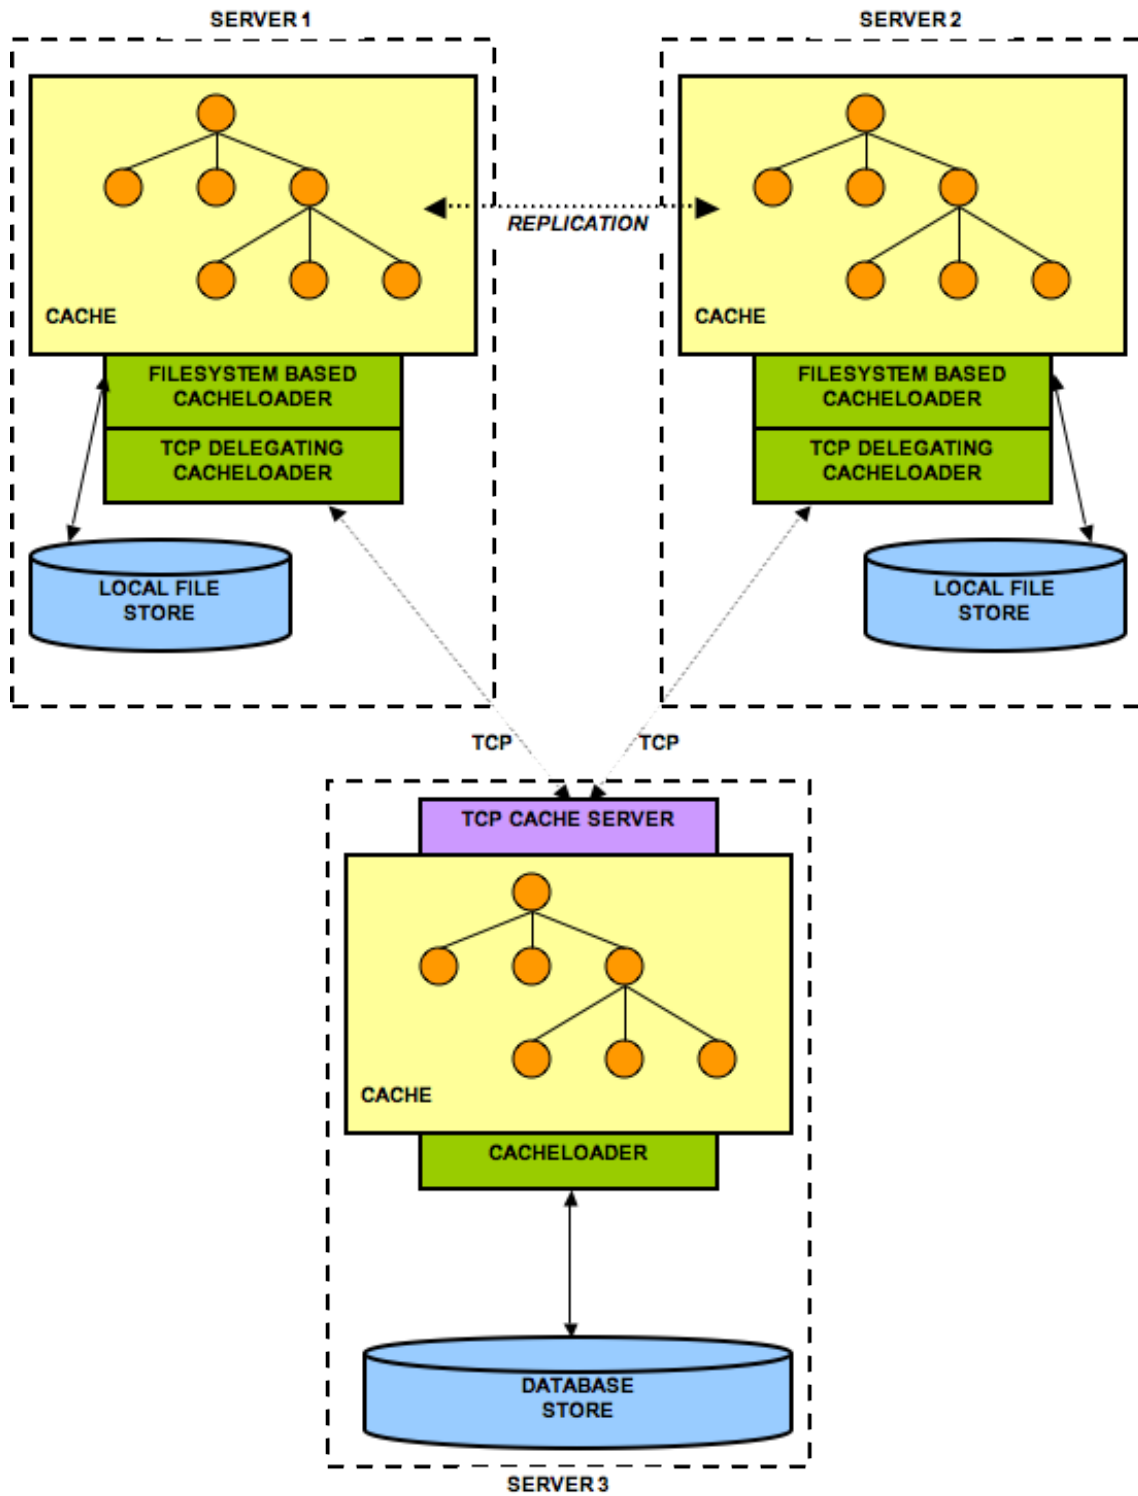 SERVER 1
SERVER 2
REPLICATION
CACHE
CACHE
FILESYSTEM BASED
CACHELOADER
TCP DELEGATING
CACHELOADER
FILESYSTEM BASED
CACHELOADER
TCP DELEGATING
CACHELOADER
LOCAL FILE
STORE
LOCAL FILE
STORE
TCP
TCP
TCP CACHE SERVER
CACHE
CACHELOADER
DATABASE
STORE
SERVER 3